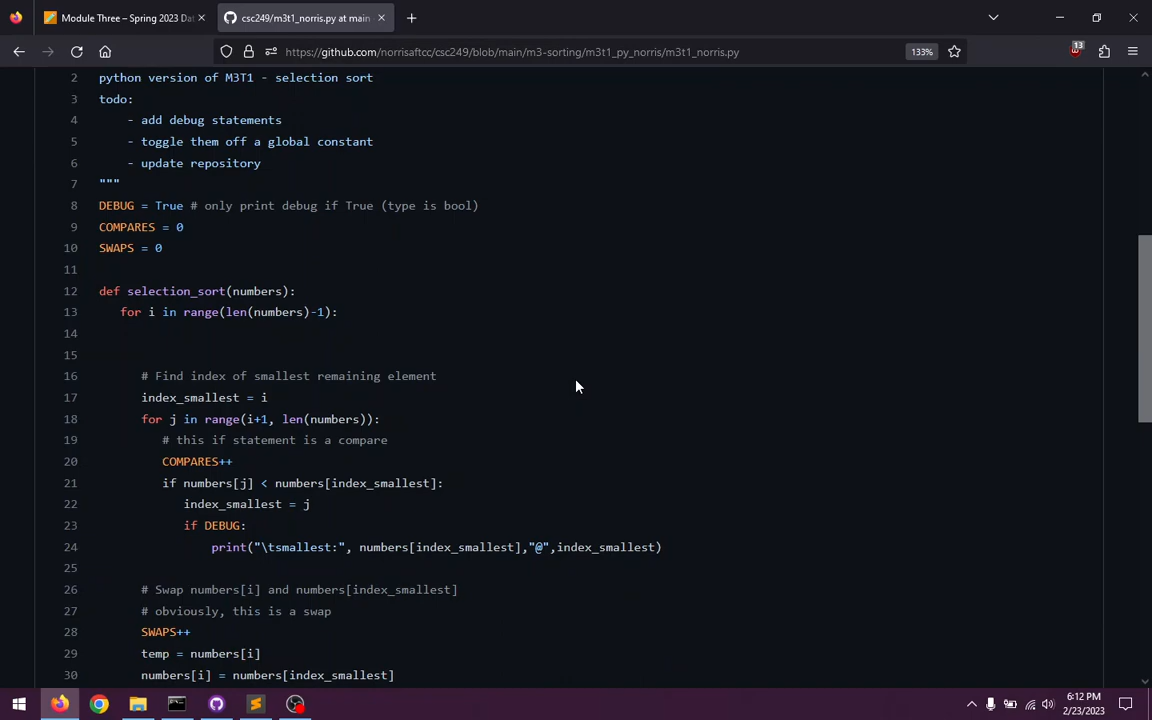 Module Three – Spring 2023 Dat
csc249/m3t1_norris.py at main ·
https://github.com/norrisaftcc/csc249/blob/main/m3-sorting/m3t1_py_norris/m3t1_norris.py
133%
13
2 python version of M3T1 - selection sort
3 todo:
4 - add debug statements
5 - toggle them off a global constant
6 - update repository
7 """
8 DEBUG = True # only print debug if True (type is bool)
9 COMPARES = 0
10 SWAPS = 0
11
12 def selection_sort(numbers):
13 for i in range(len(numbers)-1):
14
15
16 # Find index of smallest remaining element
17 index_smallest = i
18 for j in range(i+1, len(numbers)):
19 # this if statement is a compare
20 COMPARES++
21 if numbers[j] < numbers[index_smallest]:
22 index_smallest = j
23 if DEBUG:
24 print("\tsmallest:", numbers[index_smallest],"@",index_smallest)
25
26 # Swap numbers[i] and numbers[index_smallest]
27 # obviously, this is a swap
28 SWAPS++
29 temp = numbers[i]
30 numbers[i] = numbers[index_smallest]
6:12 PM
2/23/2023